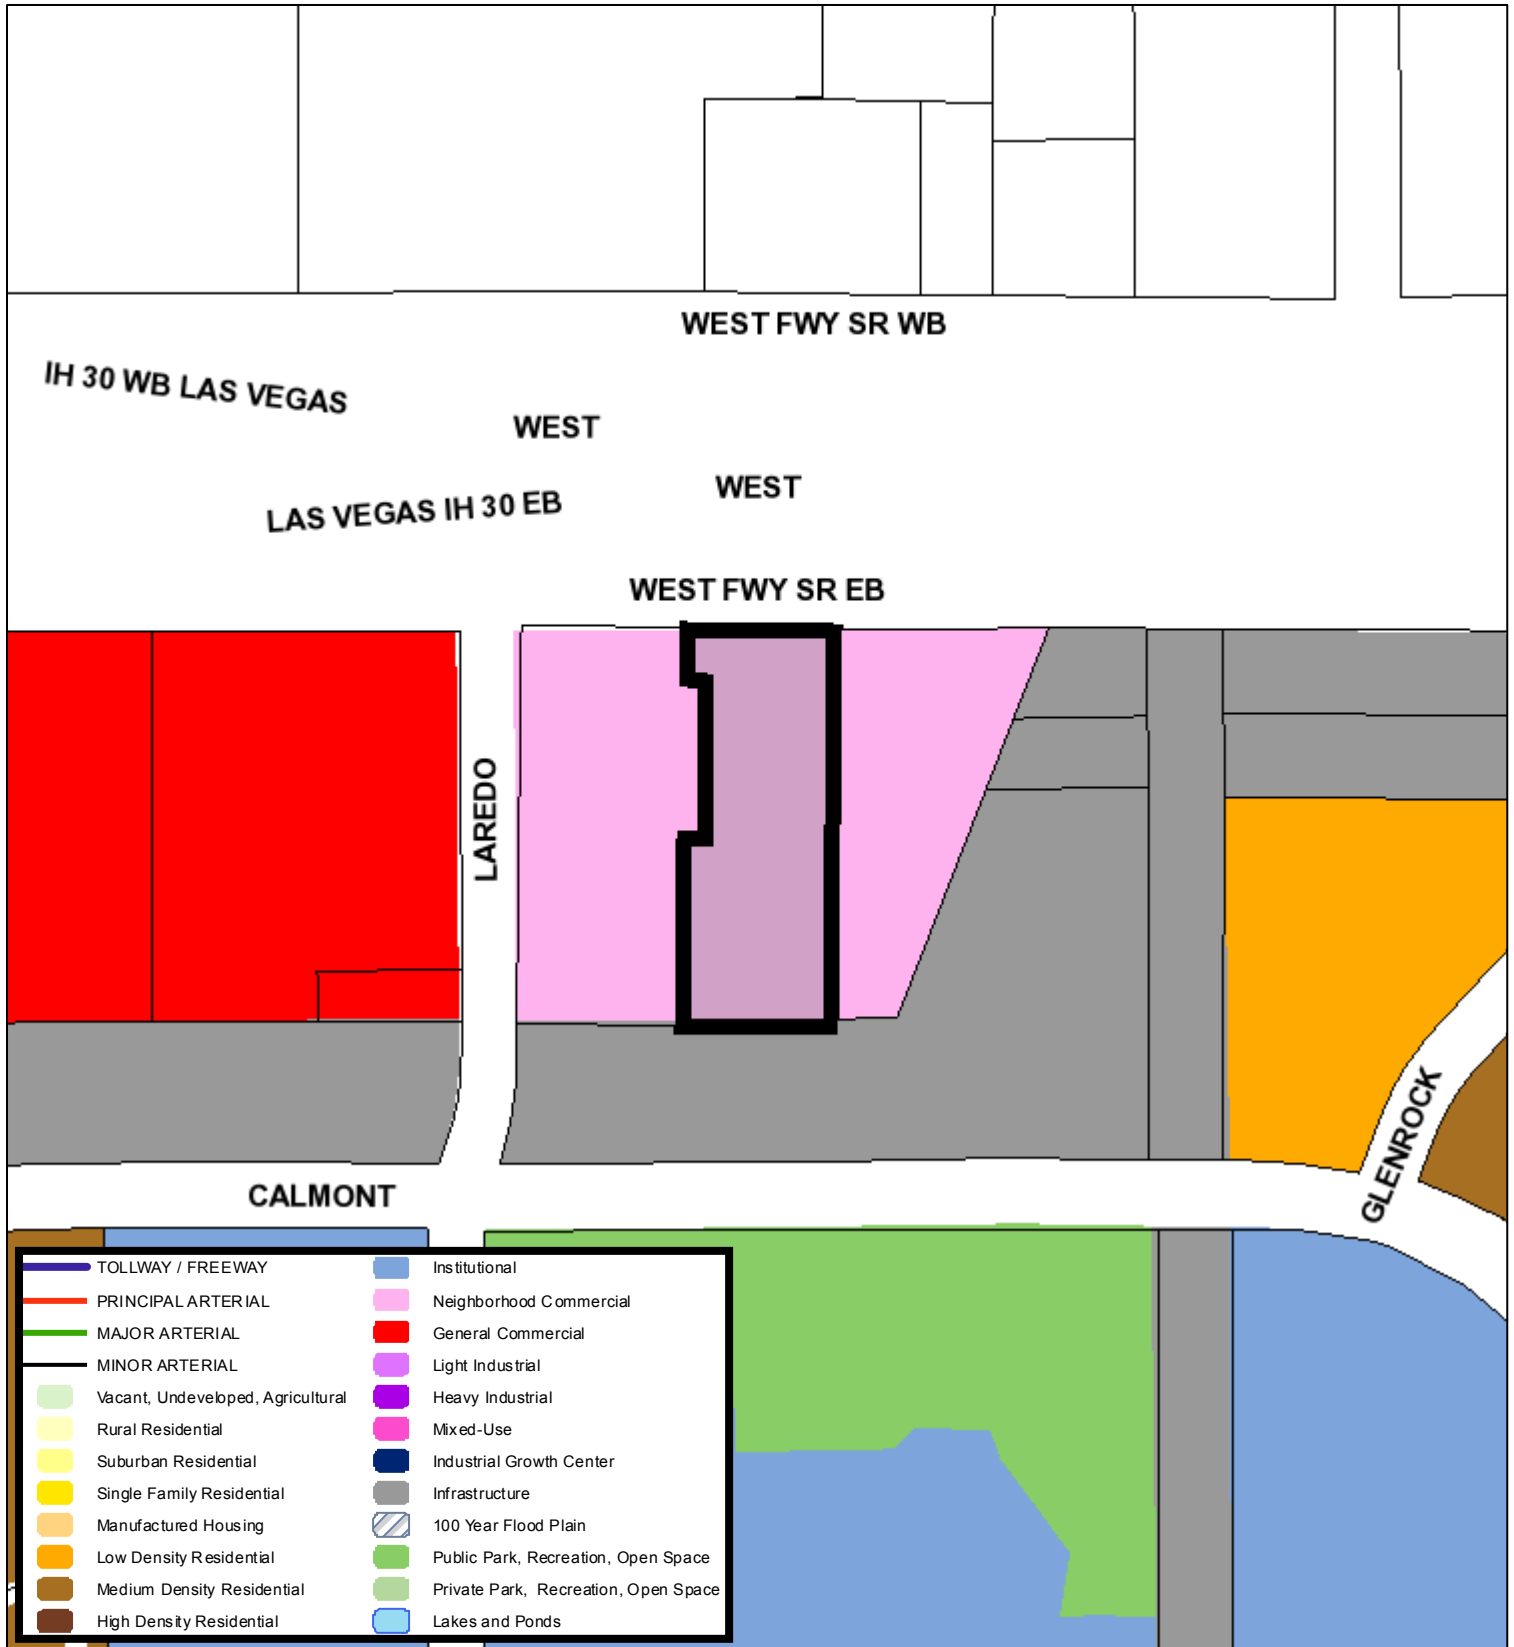 WEST FWY SR WB
IH 30 WB LAS VEGAS
WEST
WEST
LAS VEGAS IH 30 EB
WEST FWY SR EB
LAREDO
GLENROCK
CALMONT
TOLLWAY / FREEWAY
PRINCIPAL ARTERIAL
MAJOR ARTERIAL
MINOR ARTERIAL
Vacant, Undeveloped, Agricultural
Rural Residential
Suburban Residential
Single Family Residential
Manufactured Housing
Low Density Residential
Medium Density Residential
High Density Residential
Institutional
Neighborhood Commercial
General Commercial
Light Industrial
Heavy Industrial
Mixed-Use
Industrial Growth Center
Infrastructure
100 Year Flood Plain
Public Park, Recreation, Open Space
Private Park, Recreation, Open Space
Lakes and Ponds